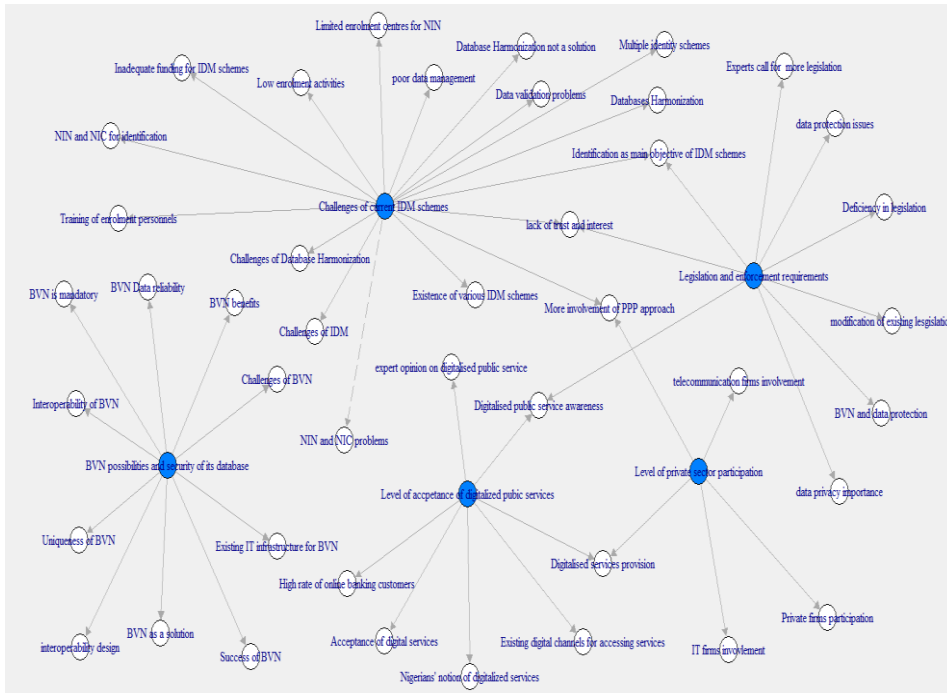 Limited enrolment centres for NIN
Database Harmonization not a solution
Multiple identity schemes
Experts call for more legislation
Inadequate funding for IDM schemes
Low enrolment activities
poor data management
Data validation problems
Databases Harmonization
data protection issues
NIN and NIC for identification
Identification as main objective of IDM schemes
Challenges of current IDM schemes
Deficiency in legislation
Training of enrolment personnels
lack of trust and interest
Challenges of Database Harmonization
Legislation and enforcement requirements
BVN is mandatory
BVN Data reliability
BVN benefits
Existence of various IDM schemes
More involvement of PPP approach
modification of existing lesgislatio
Challenges of IDM
expert opinion on digitalised public service
Challenges of BVN
telecommunication firms involvement
Interoperability of BVN
Digitalised public service awareness
BVN and data protection
NIN and NIC problems
BVN possibilities and security of its database
Level of private sector participation
Level of accpetance of digitalized pubic services
data privacy importance
Uniqueness of BVN
Existing IT infrastructure for BVN
Digitalised services provision
High rate of online banking customers
Private firms participation
BVN as a solution
Acceptance of digital services
Existing digital channels for accessing services
interoperability design
Success of BVN
IT firms invovlement
Nigerians' notion of digitalized services